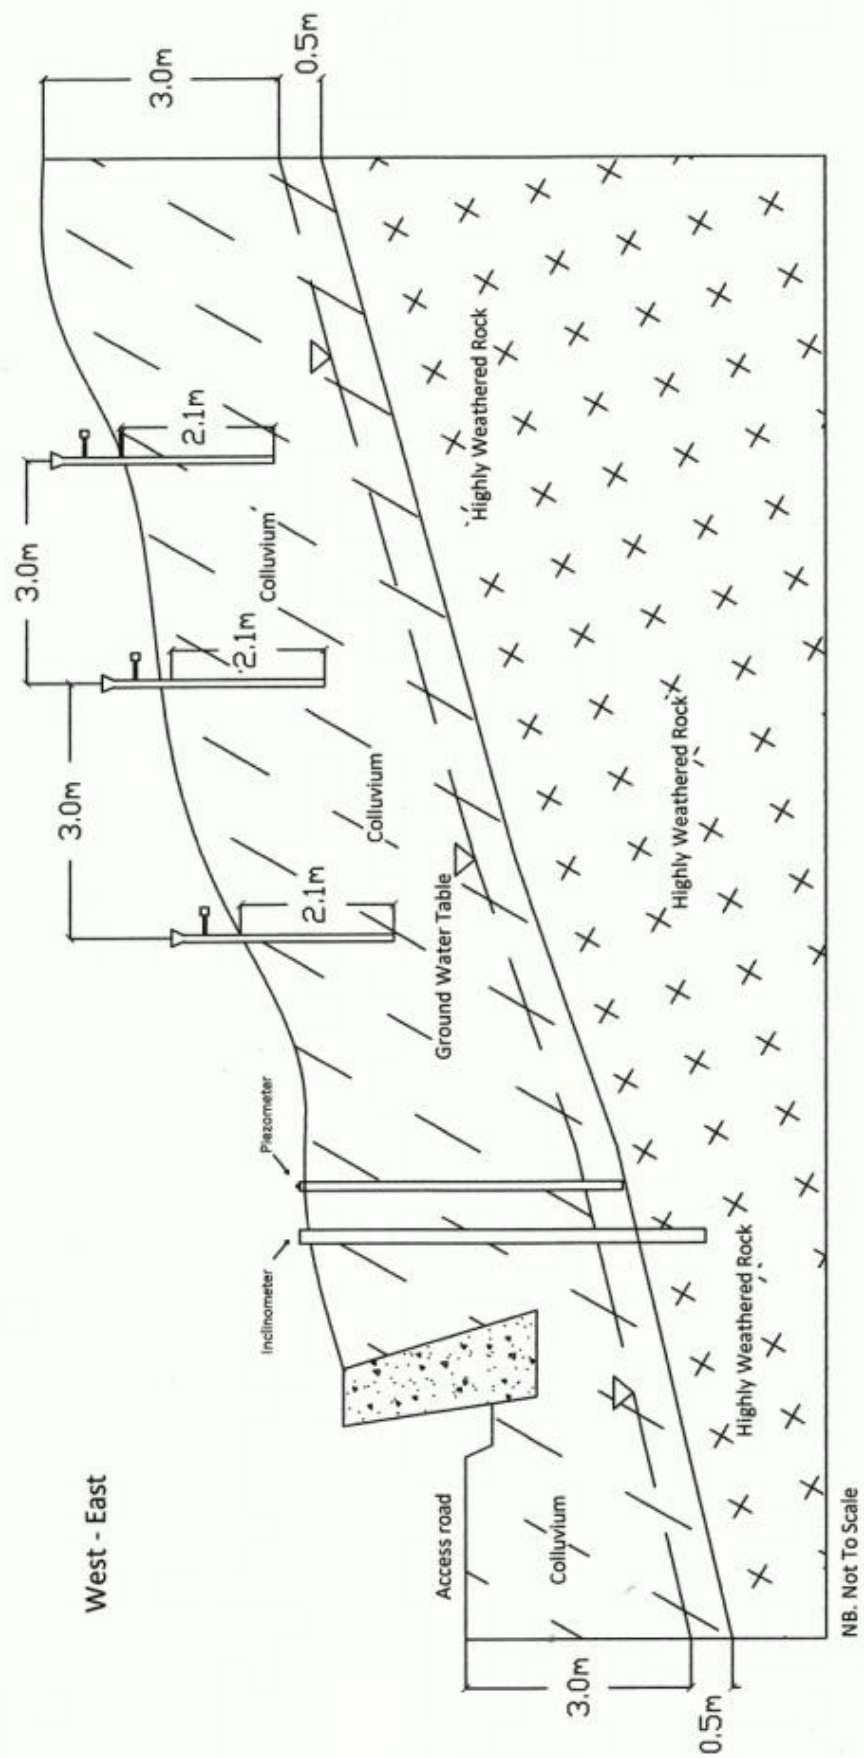 West - East
3.0m
3.0m
3.0m
0.5m
2.1m
2.1m
2.1m
Inclinometer
Piezometer
Colluvium
Colluvium
Ground Water Table
Access road
Colluvium
Highly Weathered Rock
Highly Weathered Rock
Highly Weathered Rock
3.0m
0.5m
NB. Not To Scale